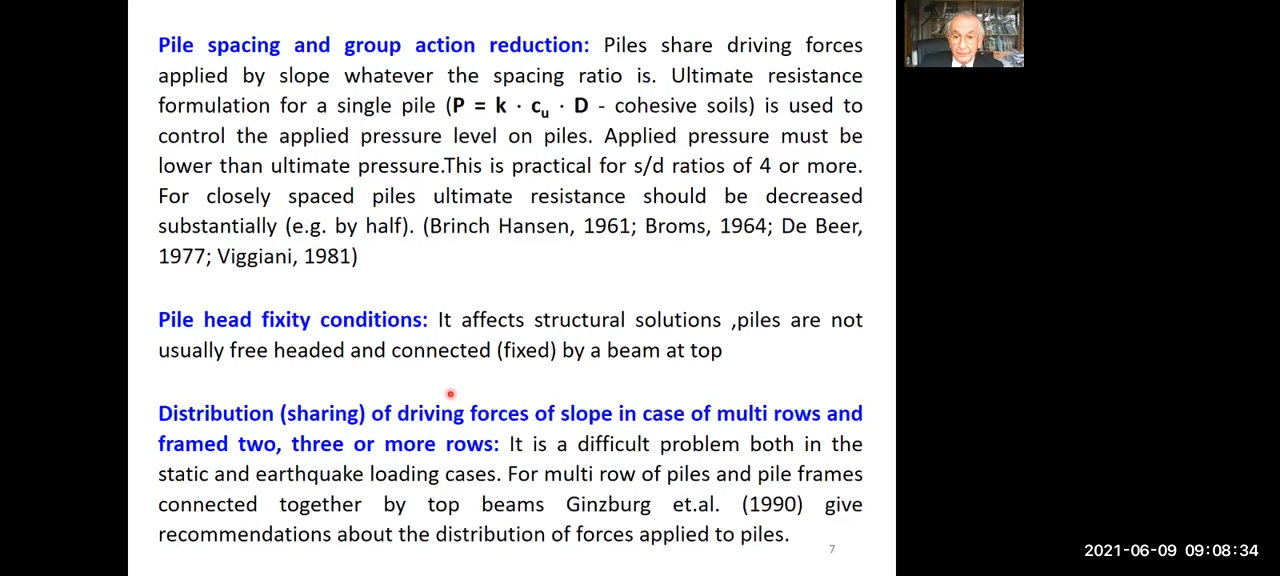 Pile spacing and group action reduction: Piles share driving forces
applied by slope whatever the spacing ratio is. Ultimate resistance
formulation for a single pile (P = k · cu · D - cohesive soils) is used to
control the applied pressure level on piles. Applied pressure must be
lower than ultimate pressure.This is practical for s/d ratios of 4 or more.
For closely spaced piles ultimate resistance should be decreased
substantially (e.g. by half). (Brinch Hansen, 1961; Broms, 1964; De Beer,
1977; Viggiani, 1981)
Pile head fixity conditions: It affects structural solutions ,piles are not
usually free headed and connected (fixed) by a beam at top
Distribution (sharing) of driving forces of slope in case of multi rows and
framed two, three or more rows: It is a difficult problem both in the
static and earthquake loading cases. For multi row of piles and pile frames
connected together by top beams Ginzburg et.al. (1990) give
recommendations about the distribution of forces applied to piles.
7
2021-06-09 09:08:34